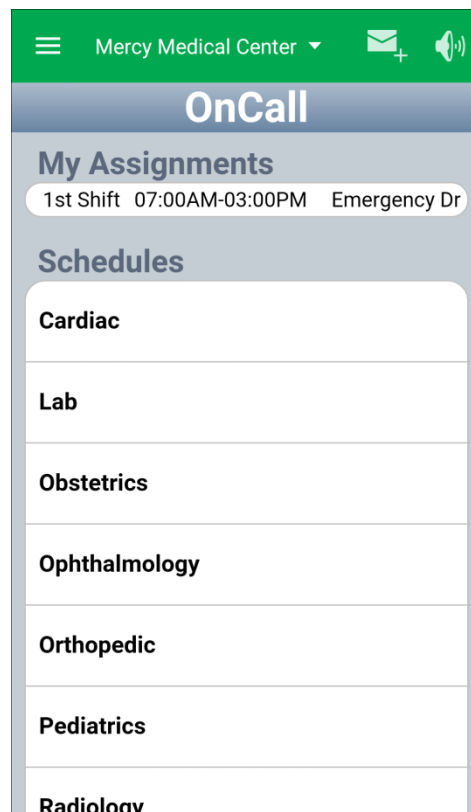 Mercy Medical Center
OnCall
My Assignments
1st Shift 07:00AM-03:00PM Emergency Dr
Schedules
Cardiac
Lab
Obstetrics
Ophthalmology
Orthopedic
Pediatrics
Radiology